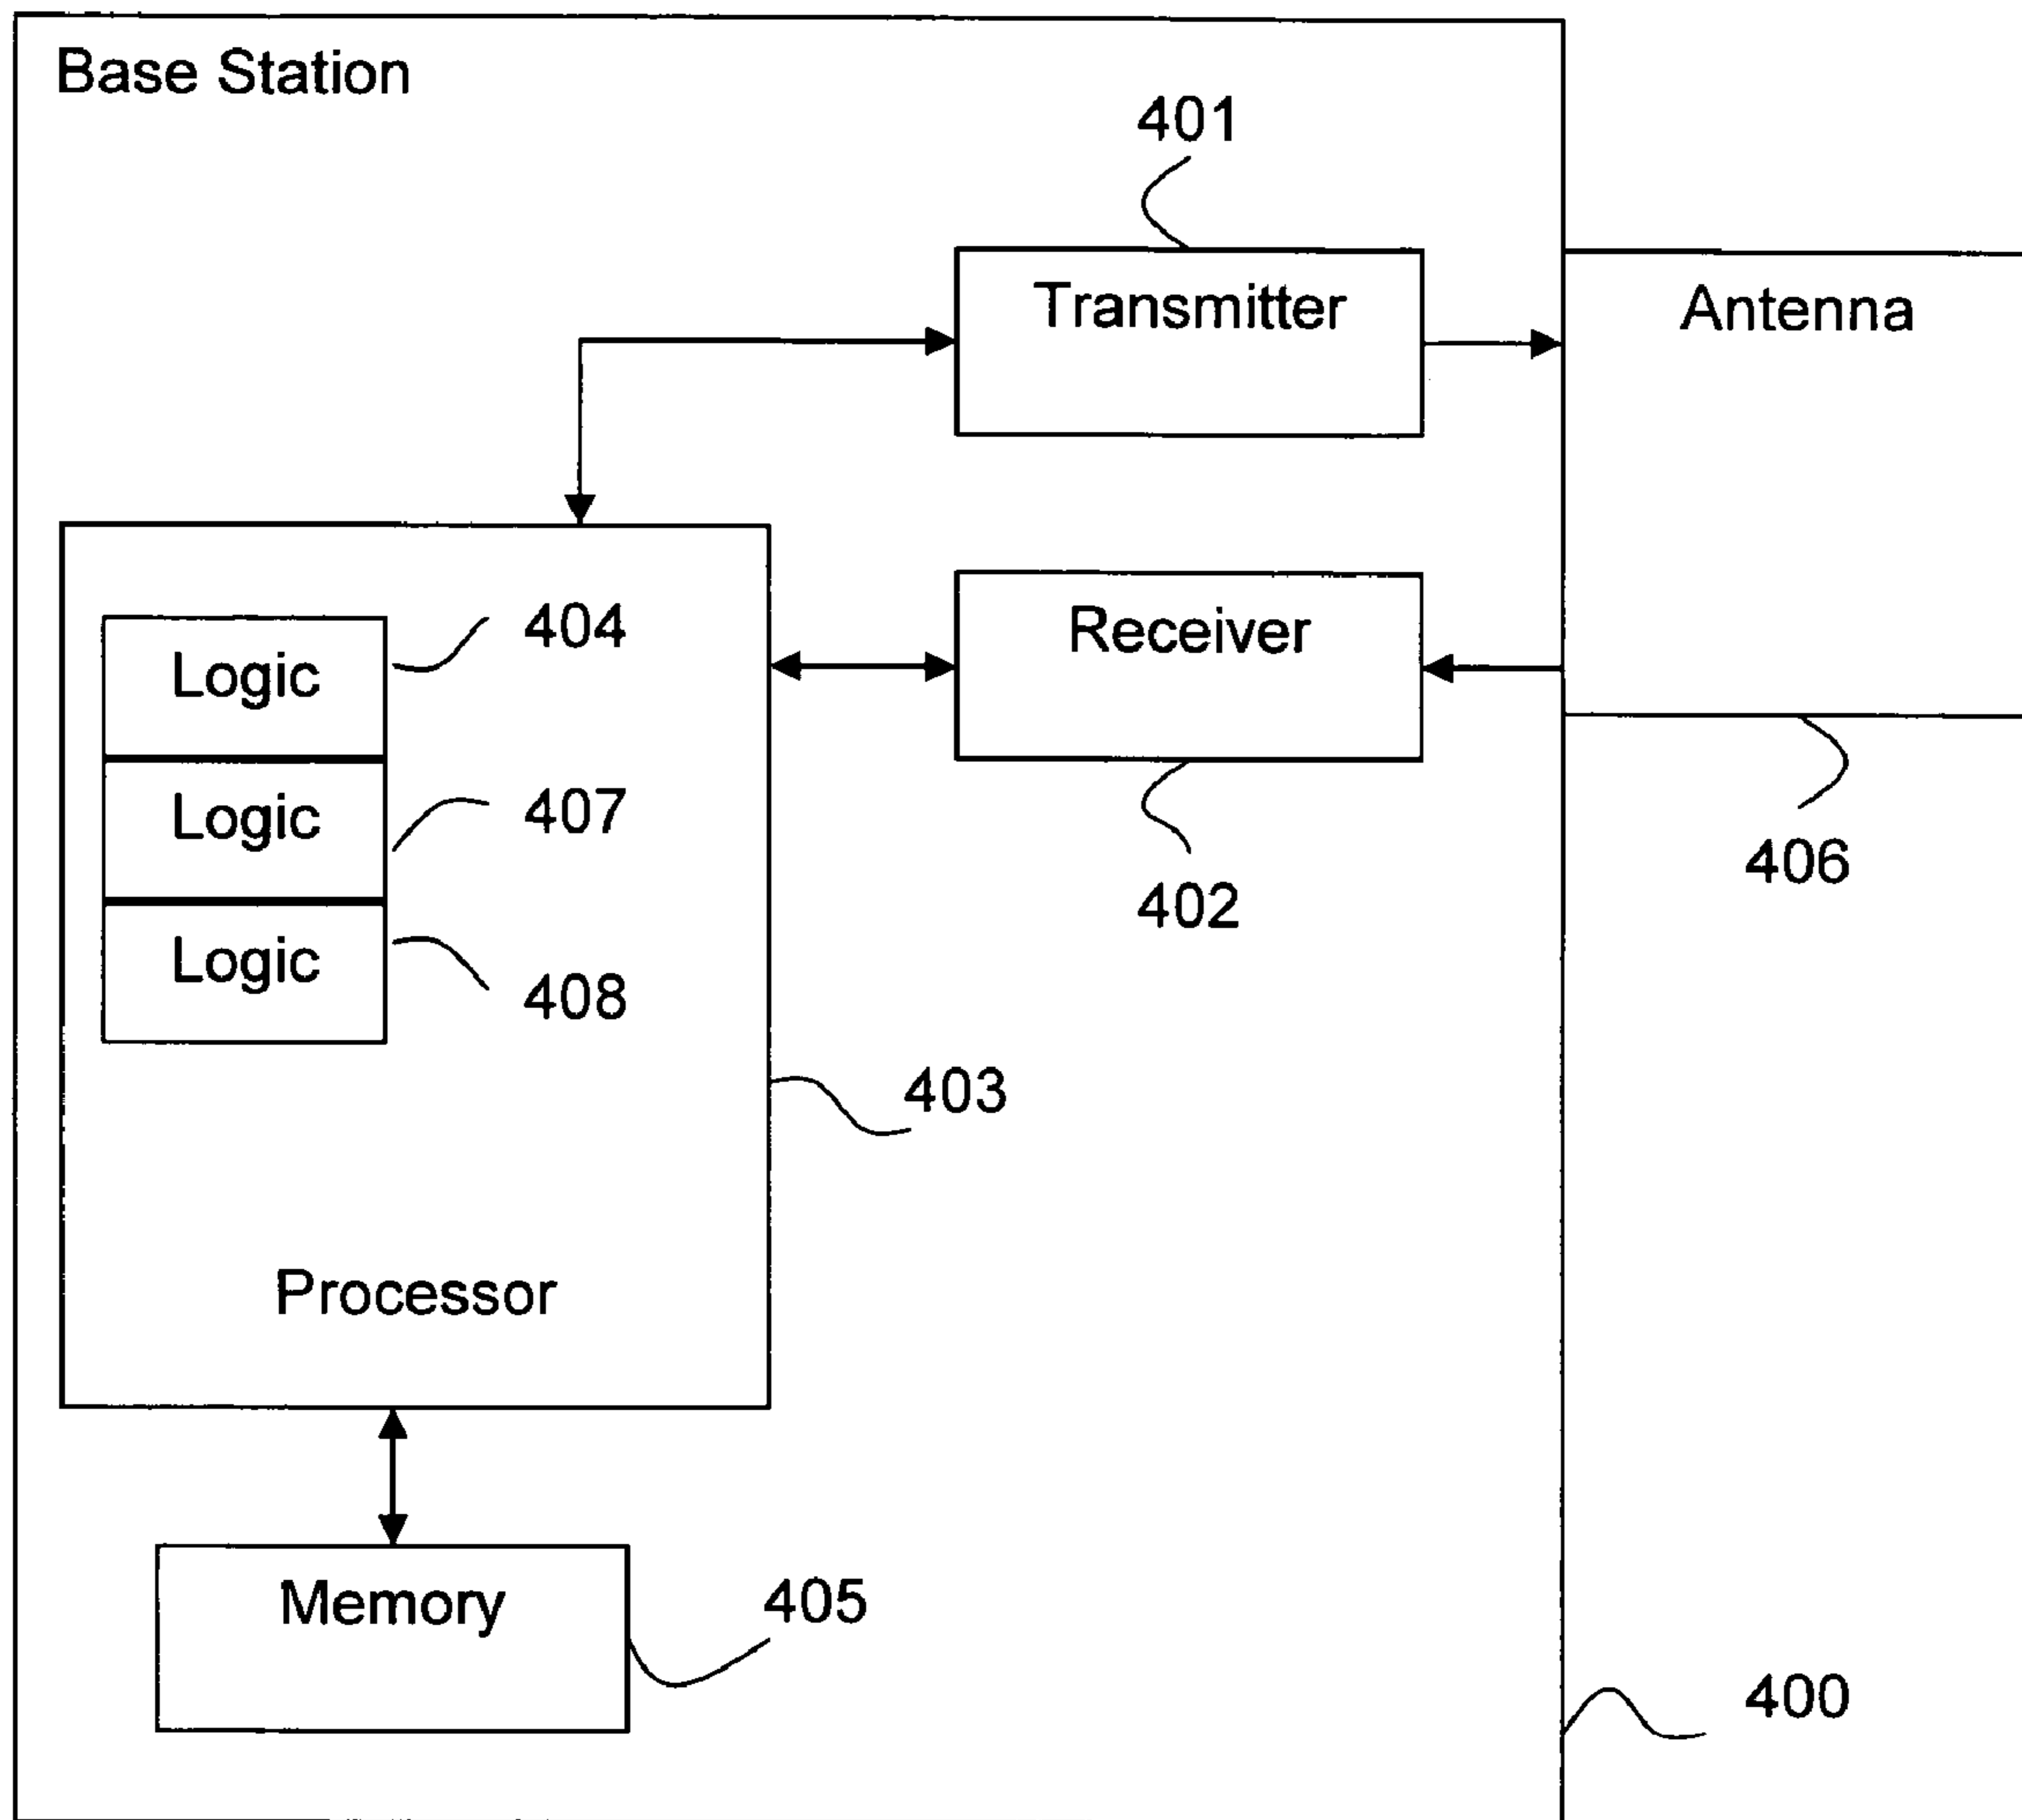 Base Station
401
Transmitter
Antenna
404
Logic
Receiver
407
Logic
406
402
Logic
408
403
Processor
Memory
405
400